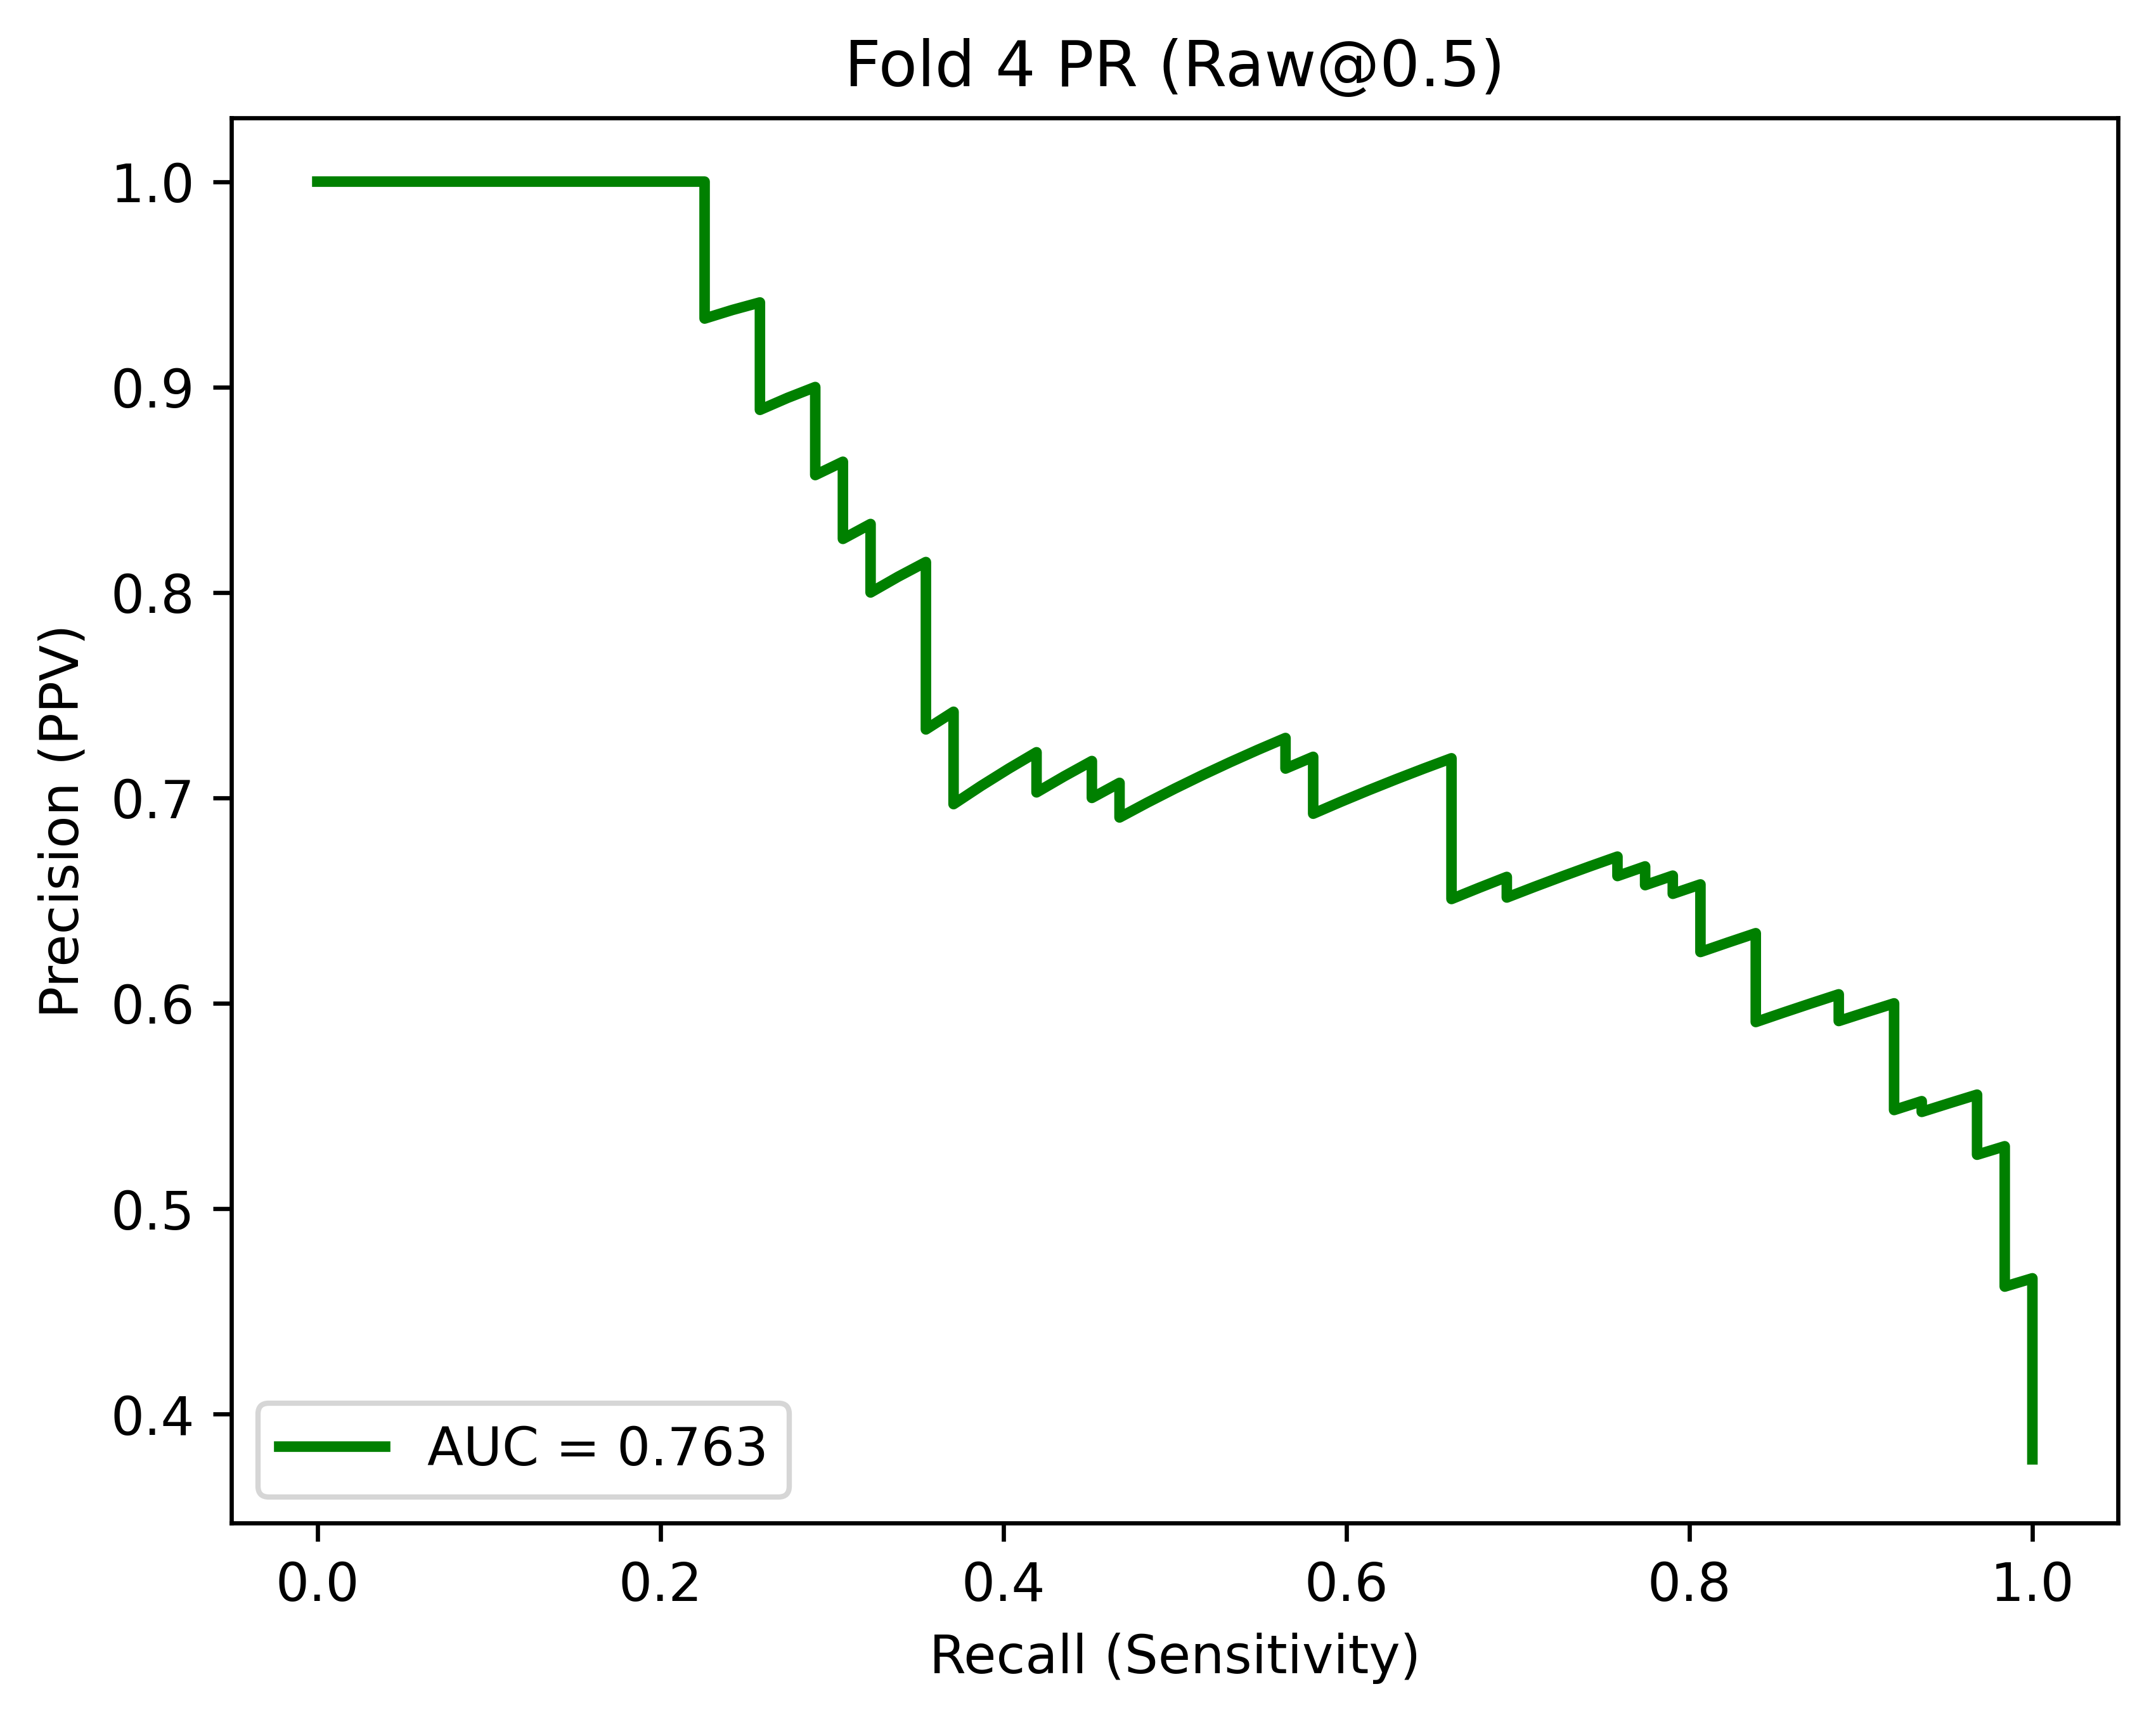 Fold 4 PR (Raw@0.5)
1.0
0.9
0.8
0.7
0.6
0.5
0.4
Precision (PPV)
AUC = 0.763
0.0 0.2 0.4 0.6 0.8 1.0
Recall (Sensitivity)